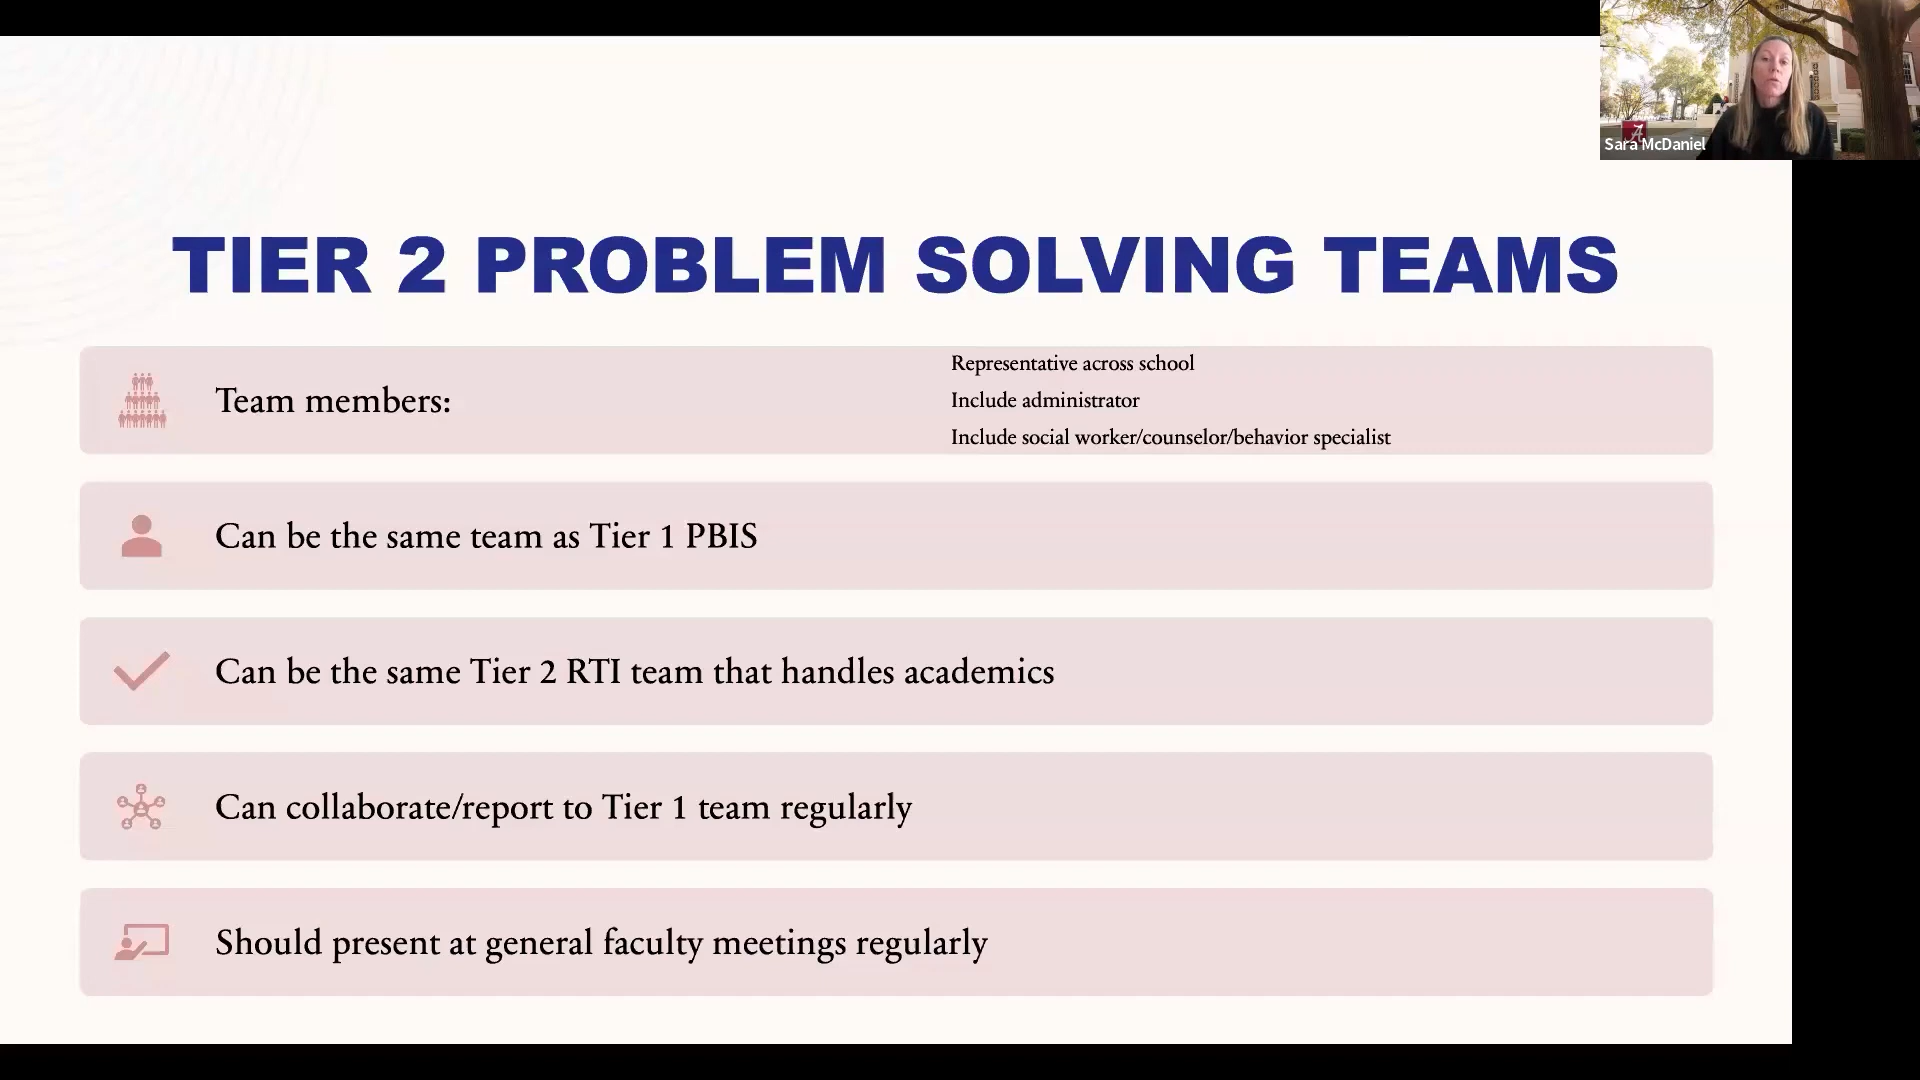 Sara McDaniel
TIER 2 PROBLEM SOLVING TEAMS
Team members:
Representative across school
Include administrator
Include social worker/counselor/behavior specialist
Can be the same team as Tier 1 PBIS
Can be the same Tier 2 RTI team that handles academics
Can collaborate/report to Tier 1 team regularly
Should present at general faculty meetings regularly